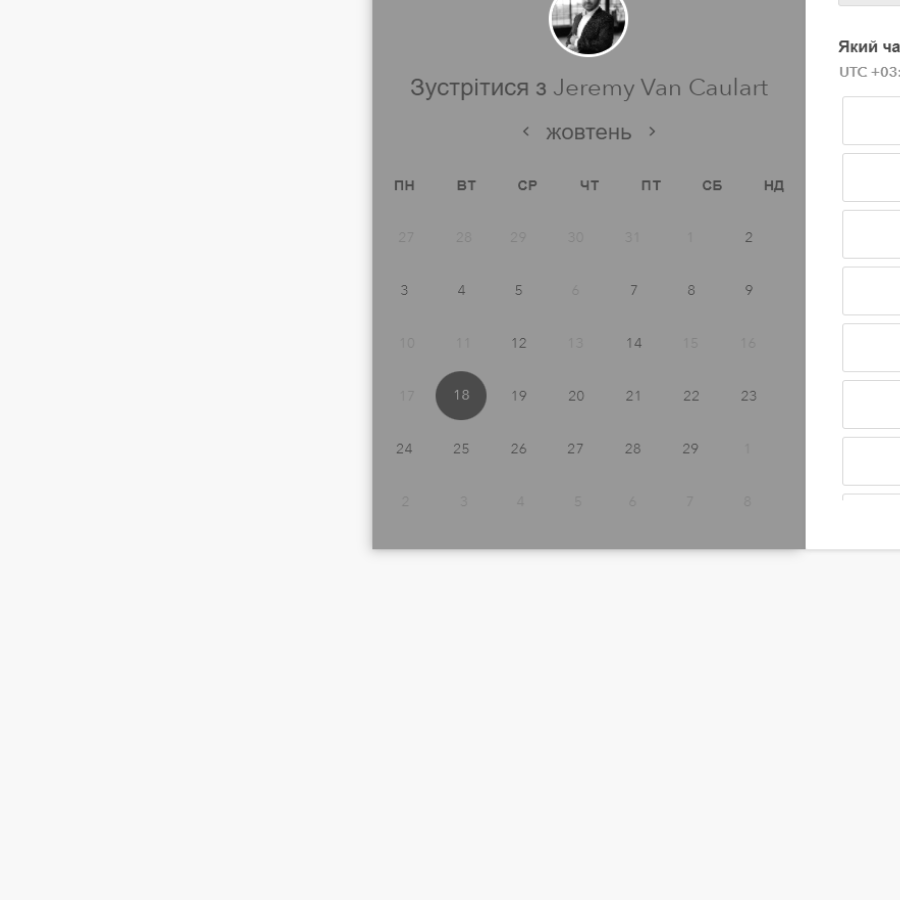 Зустрітися з Jeremy Van Caulart
Який ча
жовтень
UTC +03:
ПН ВТ СР ЧТ ПТ СБ НД
27 28 29 30 31 1 2
3 4 5 6 7 8 9
10 11 12 13 14 15 16
17 18 19 20 21 22 23
24 25 26 27 28 29 1
2 3 4 5 6 7 8